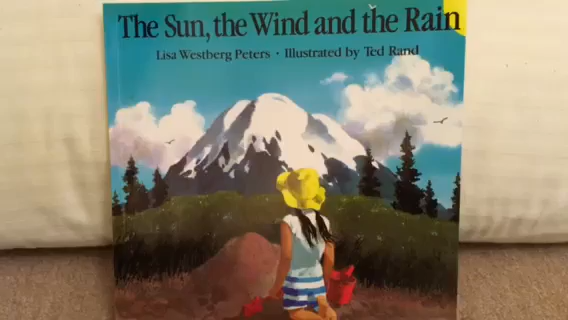 The Sun, the Wind and the Rain
Lisa Westberg Peters • Illustrated by Ted Rand